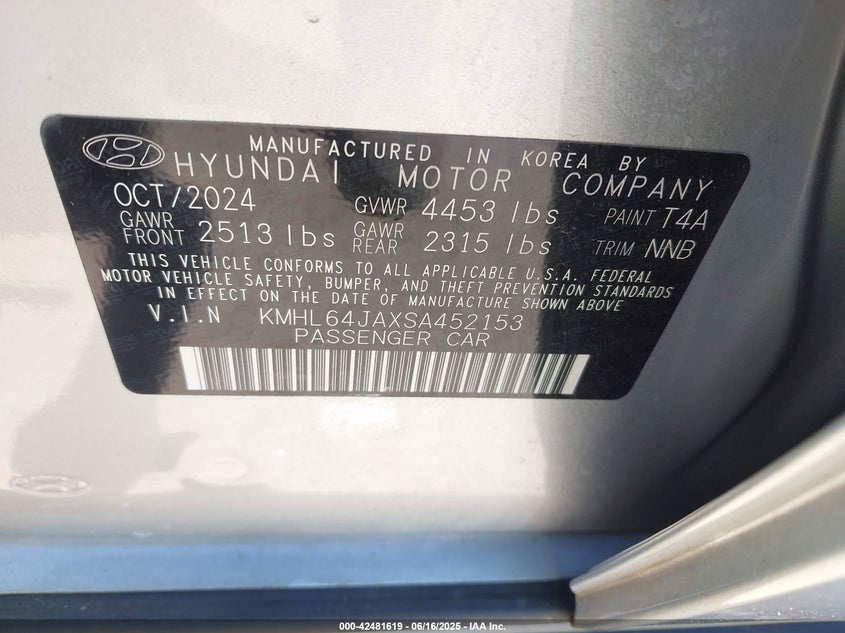 MANUFACTURED IN KOREA BY
HYUNDAI MOTOR COMPANY
OCT/2024 GVWR 4453 lbs PAINT T4A
GAWR FRONT 2513 lbs GAWR REAR 2315 lbs TRIM NNB
THIS VEHICLE CONFORMS TO ALL APPLICABLE U.S.A. FEDERAL
MOTOR VEHICLE SAFETY, BUMPER, AND THEFT PREVENTION STANDARDS
IN EFFECT ON THE DATE OF MANUFACTURE SHOWN ABOVE
V.I.N KMHL64JAXSA452153
PASSENGER CAR
000-42481619 - 06/16/2025 - IAA Inc.